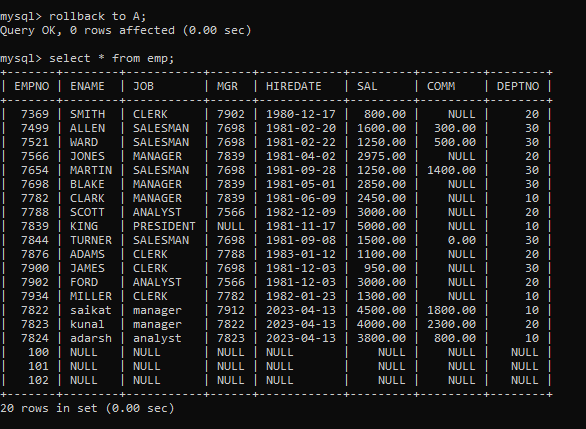 mysql> rollback to A;
Query OK, 0 rows affected (0.00 sec)
mysql> select * from emp;
+-------+--------+-----------+------+------------+---------+---------+--------+
| EMPNO | ENAME | JOB | MGR | HIREDATE | SAL | COMM | DEPTNO |
+-------+--------+-----------+------+------------+---------+---------+--------+
| 7369 | SMITH | CLERK | 7902 | 1980-12-17 | 800.00 | NULL | 20 |
| 7499 | ALLEN | SALESMAN | 7698 | 1981-02-20 | 1600.00 | 300.00 | 30 |
| 7521 | WARD | SALESMAN | 7698 | 1981-02-22 | 1250.00 | 500.00 | 30 |
| 7566 | JONES | MANAGER | 7839 | 1981-04-02 | 2975.00 | NULL | 20 |
| 7654 | MARTIN | SALESMAN | 7698 | 1981-09-28 | 1250.00 | 1400.00 | 30 |
| 7698 | BLAKE | MANAGER | 7839 | 1981-05-01 | 2850.00 | NULL | 30 |
| 7782 | CLARK | MANAGER | 7839 | 1981-06-09 | 2450.00 | NULL | 10 |
| 7788 | SCOTT | ANALYST | 7566 | 1982-12-09 | 3000.00 | NULL | 20 |
| 7839 | KING | PRESIDENT | NULL | 1981-11-17 | 5000.00 | NULL | 10 |
| 7844 | TURNER | SALESMAN | 7698 | 1981-09-08 | 1500.00 | 0.00 | 30 |
| 7876 | ADAMS | CLERK | 7788 | 1983-01-12 | 1100.00 | NULL | 20 |
| 7900 | JAMES | CLERK | 7698 | 1981-12-03 | 950.00 | NULL | 30 |
| 7902 | FORD | ANALYST | 7566 | 1981-12-03 | 3000.00 | NULL | 20 |
| 7934 | MILLER | CLERK | 7782 | 1982-01-23 | 1300.00 | NULL | 10 |
| 7822 | saikat | manager | 7912 | 2023-04-13 | 4500.00 | 1800.00 | 10 |
| 7823 | kunal | manager | 7822 | 2023-04-13 | 4000.00 | 2300.00 | 20 |
| 7824 | adarsh | analyst | 7823 | 2023-04-13 | 3800.00 | 800.00 | 10 |
| 100 | NULL | NULL | NULL | NULL | NULL | NULL | NULL |
| 101 | NULL | NULL | NULL | NULL | NULL | NULL | NULL |
| 102 | NULL | NULL | NULL | NULL | NULL | NULL | NULL |
+-------+--------+-----------+------+------------+---------+---------+--------+
20 rows in set (0.00 sec)